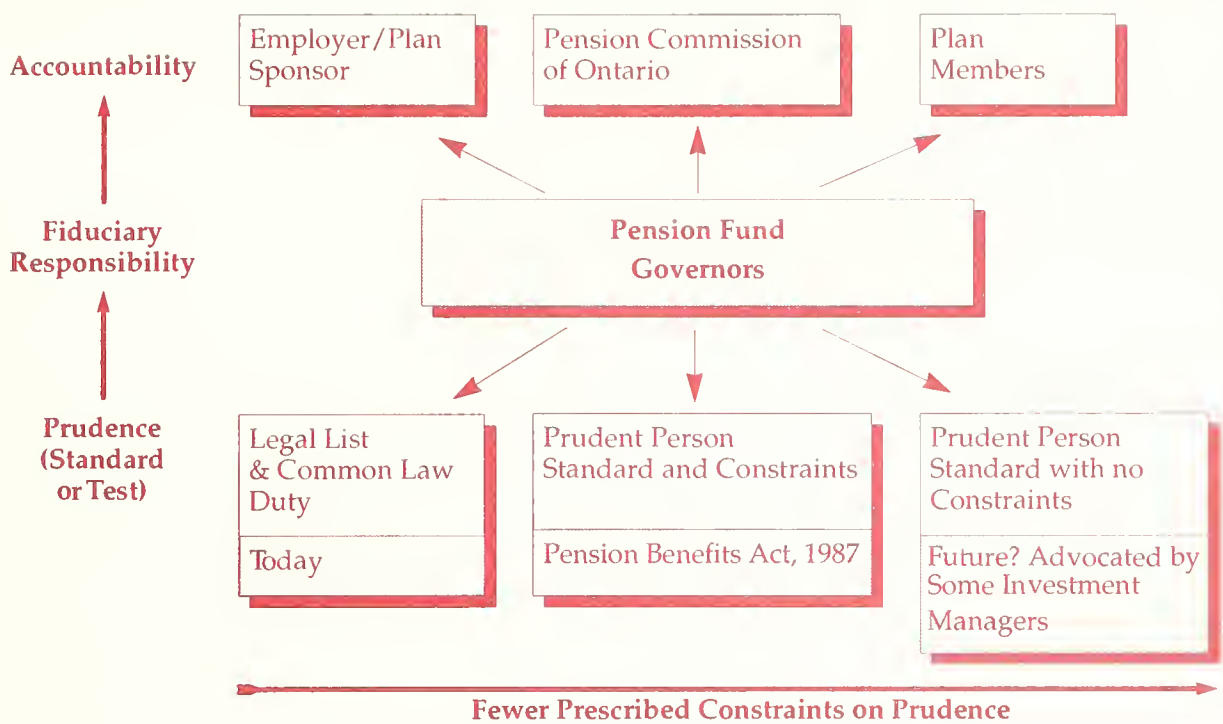 Accountability
Employer/Plan
Sponsor
Pension Commission
of Ontario
Plan
Members
Fiduciary
Responsibility
Pension Fund
Governors
Prudence
(Standard
or Test)
Legal List
& Common Law
Duty
Today
Prudent Person
Standard and Constraints
Pension Benefits Act, 1987
Prudent Person
Standard with no
Constraints
Future? Advocated by
Some Investment
Managers
Fewer Prescribed Constraints on Prudence